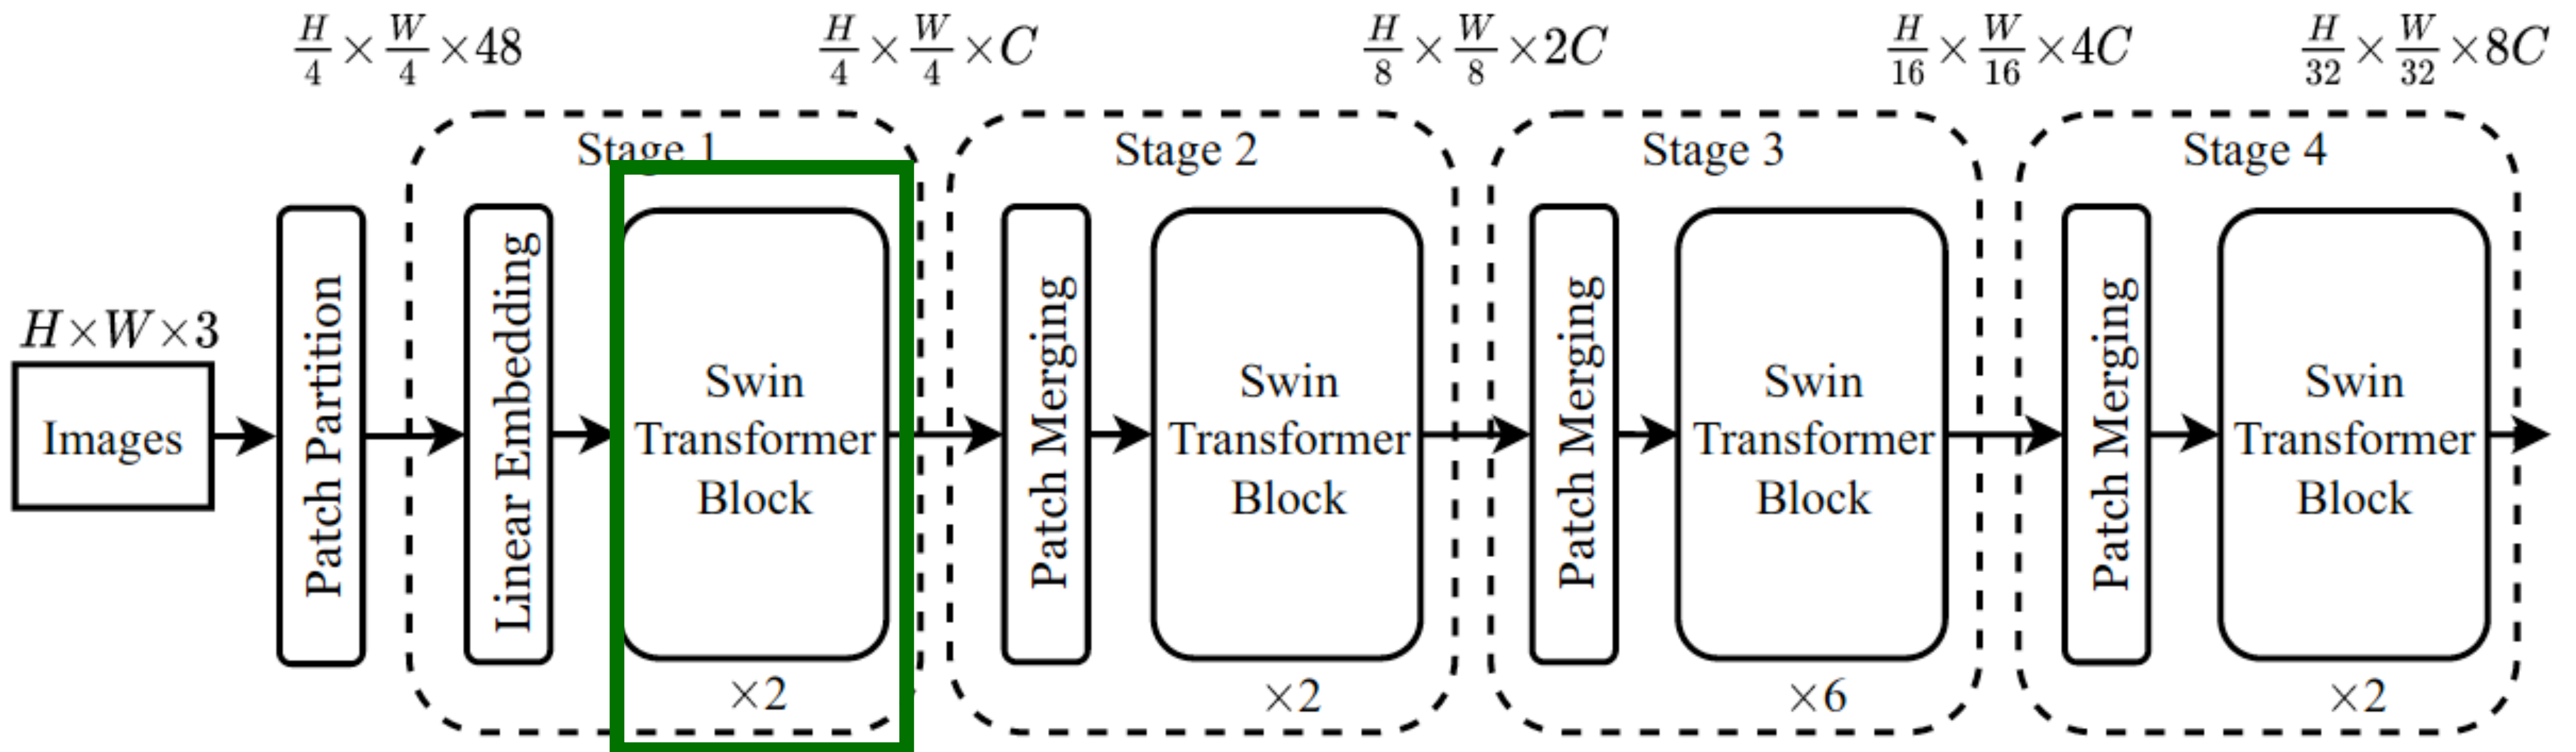 H/4 × W/4 × 48
H/4 × W/4 × C
H/8 × W/8 × 2C
H/16 × W/16 × 4C
H/32 × W/32 × 8C
Stage 1
Stage 2
Stage 3
Stage 4
H×W×3
Images
Patch Partition
Linear Embedding
Swin
Transformer
Block
×2
Patch Merging
Swin
Transformer
Block
×2
Patch Merging
Swin
Transformer
Block
×6
Patch Merging
Swin
Transformer
Block
×2